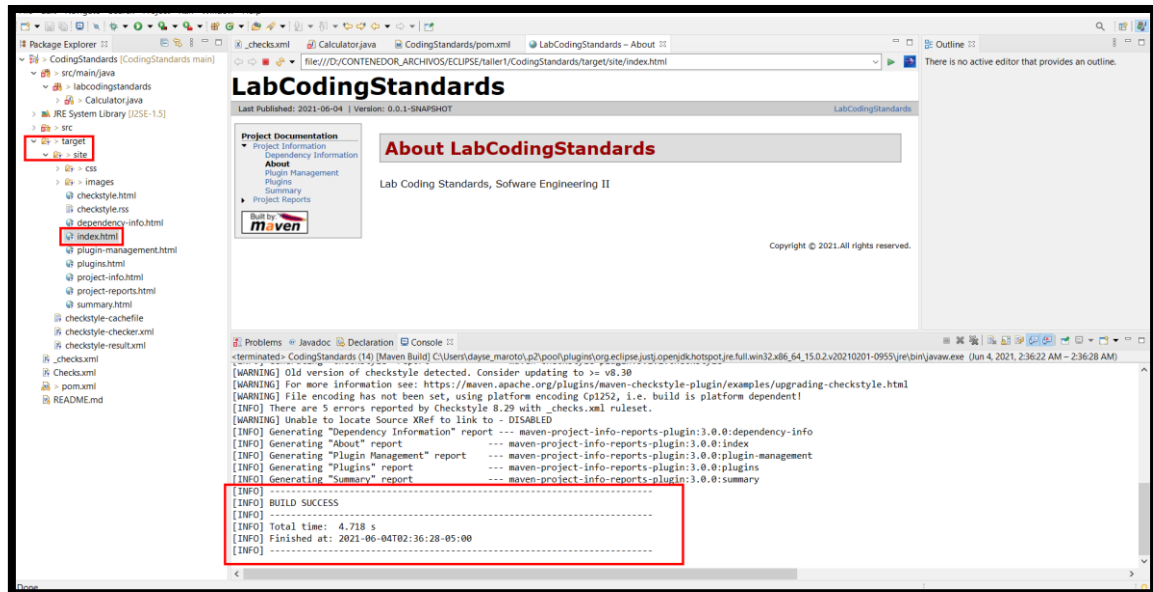 Package Explorer
CodingStandards [CodingStandards main]
> src/main/java
> labcodingstandards
> Calculator.java
JRE System Library [J2SE-1.5]
> src
> target
> site
> css
> images
checkstyle.html
checkstyle.rss
dependency-info.html
index.html
plugin-management.html
plugins.html
project-info.html
project-reports.html
summary.html
checkstyle-cachefile
checkstyle-checker.xml
checkstyle-result.xml
_checks.xml
Checks.xml
> pom.xml
README.md
_checks.xml Calculator.java CodingStandards/pom.xml LabCodingStandards – About
file:///D:/CONTENEDOR_ARCHIVOS/ECLIPSE/taller1/CodingStandards/target/site/index.html
LabCodingStandards
Last Published: 2021-06-04 | Version: 0.0.1-SNAPSHOT LabCodingStandards
Project Documentation
Project Information
Dependency Information
About
Plugin Management
Plugins
Summary
Project Reports
Built by:
maven
About LabCodingStandards
Lab Coding Standards, Sofware Engineering II
Copyright © 2021.All rights reserved.
Outline
There is no active editor that provides an outline.
Problems Javadoc Declaration Console
<terminated> CodingStandards (14) [Maven Build] C:\Users\dayse_maroto\.p2\pool\plugins\org.eclipse.justj.openjdk.hotspot.jre.full.win32.x86_64_15.0.2.v20210201-0955\jre\bin\javaw.exe (Jun 4, 2021, 2:36:22 AM – 2:36:28 AM)
[WARNING] Old version of checkstyle detected. Consider updating to >= v8.30
[WARNING] For more information see: https://maven.apache.org/plugins/maven-checkstyle-plugin/examples/upgrading-checkstyle.html
[WARNING] File encoding has not been set, using platform encoding Cp1252, i.e. build is platform dependent!
[INFO] There are 5 errors reported by Checkstyle 8.29 with _checks.xml ruleset.
[WARNING] Unable to locate Source XRef to link to - DISABLED
[INFO] Generating "Dependency Information" report --- maven-project-info-reports-plugin:3.0.0:dependency-info
[INFO] Generating "About" report --- maven-project-info-reports-plugin:3.0.0:index
[INFO] Generating "Plugin Management" report --- maven-project-info-reports-plugin:3.0.0:plugin-management
[INFO] Generating "Plugins" report --- maven-project-info-reports-plugin:3.0.0:plugins
[INFO] Generating "Summary" report --- maven-project-info-reports-plugin:3.0.0:summary
[INFO] ------------------------------------------------------------------------
[INFO] BUILD SUCCESS
[INFO] ------------------------------------------------------------------------
[INFO] Total time: 4.718 s
[INFO] Finished at: 2021-06-04T02:36:28-05:00
[INFO] ------------------------------------------------------------------------
Done